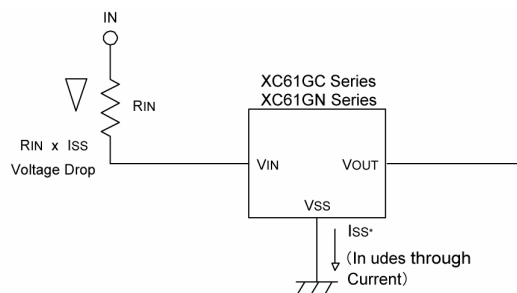 IN
RIN
RIN x ISS
Voltage Drop
XC61GC Series
XC61GN Series
VIN
VOUT
VSS
ISS*
(In udes through
Current)